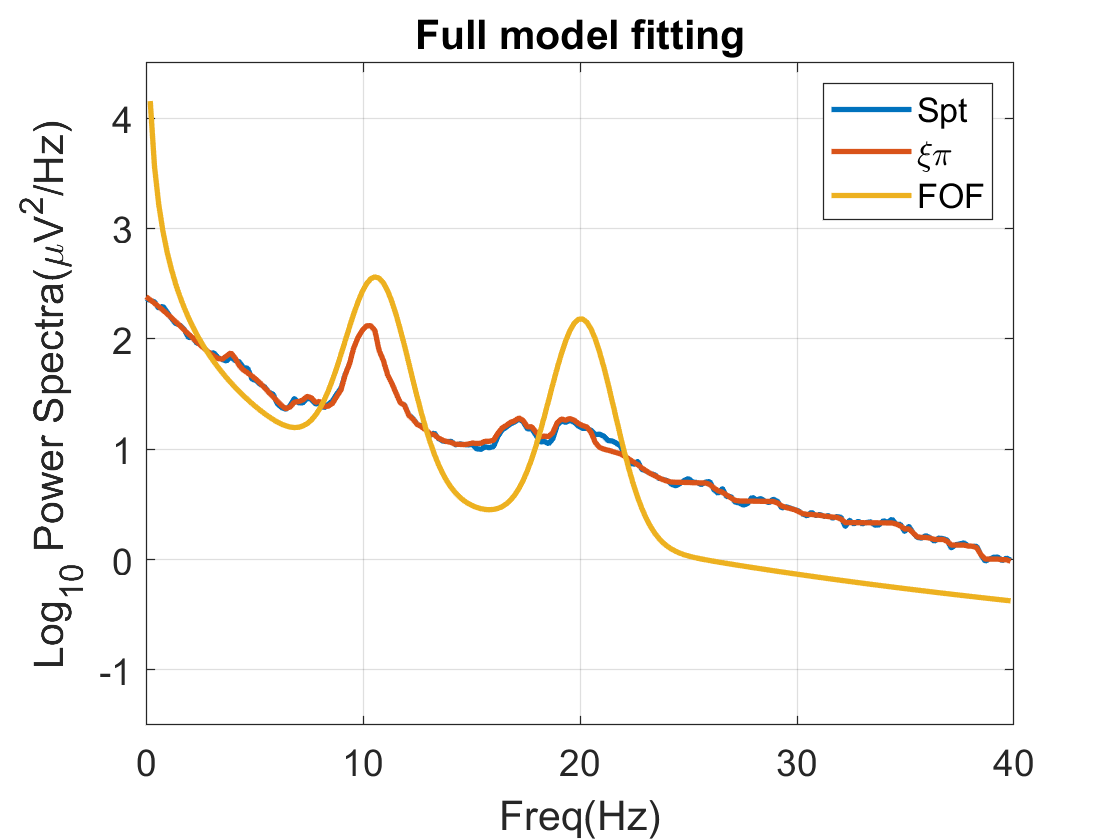 Full model fitting
Log10 Power Spectra(μV2/Hz)
4
3
2
1
0
-1
Spt
ξπ
FOF
0 10 20 30 40
Freq(Hz)